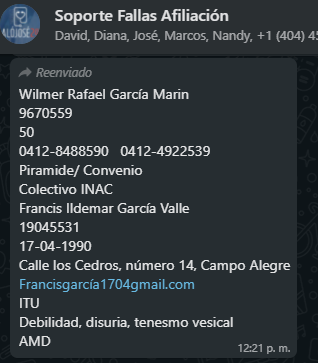 Soporte Fallas Afiliación
David, Diana, José, Marcos, Nandy, +1 (404) 45
Reenviado
Wilmer Rafael García Marin
9670559
50
0412-8488590 0412-4922539
Piramide/ Convenio
Colectivo INAC
Francis Ildemar García Valle
19045531
17-04-1990
Calle los Cedros, número 14, Campo Alegre
Francisgarcía1704gmail.com
ITU
Debilidad, disuria, tenesmo vesical
AMD
12:21 p. m.